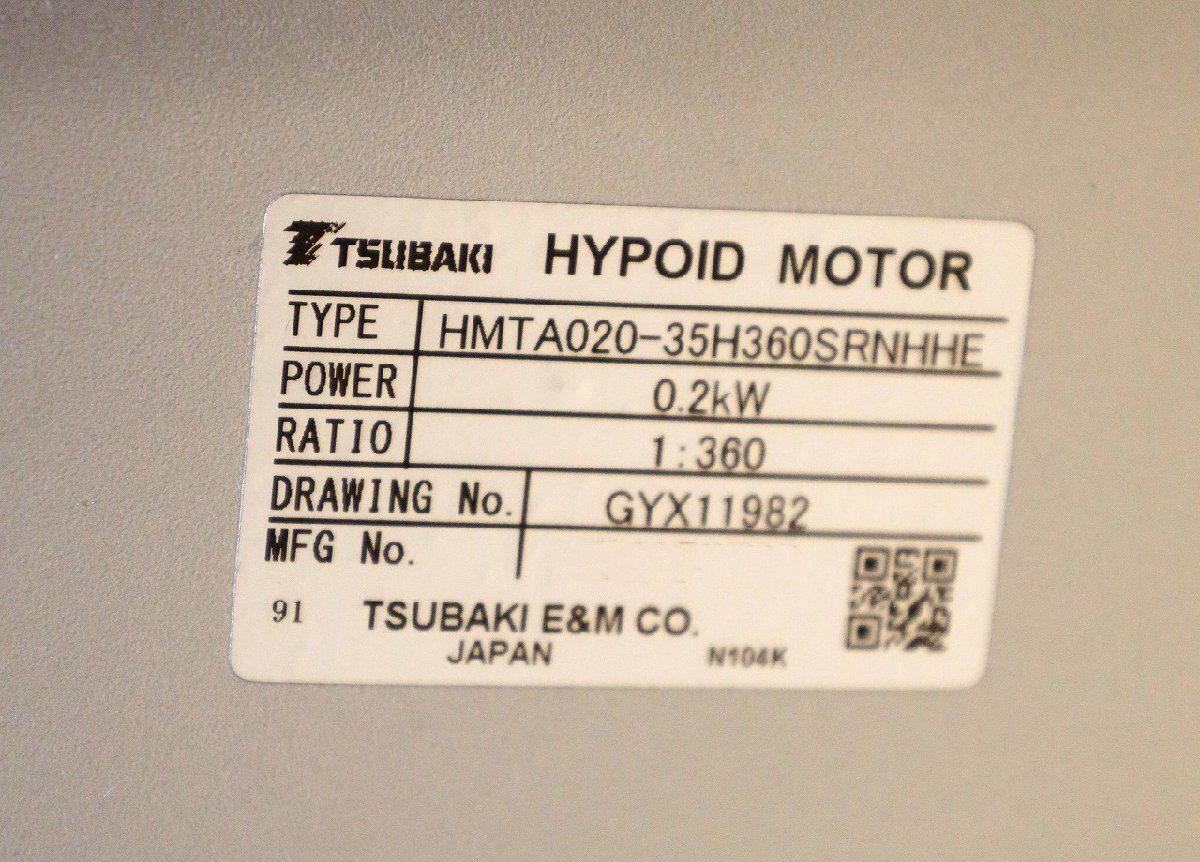 TSUBAKI HYPOID MOTOR
TYPE HMTA020-35H360SRNHHE
POWER 0.2kW
RATIO 1:360
DRAWING No. GYX11982
MFG No.
91 TSUBAKI E&M CO.
JAPAN N104K